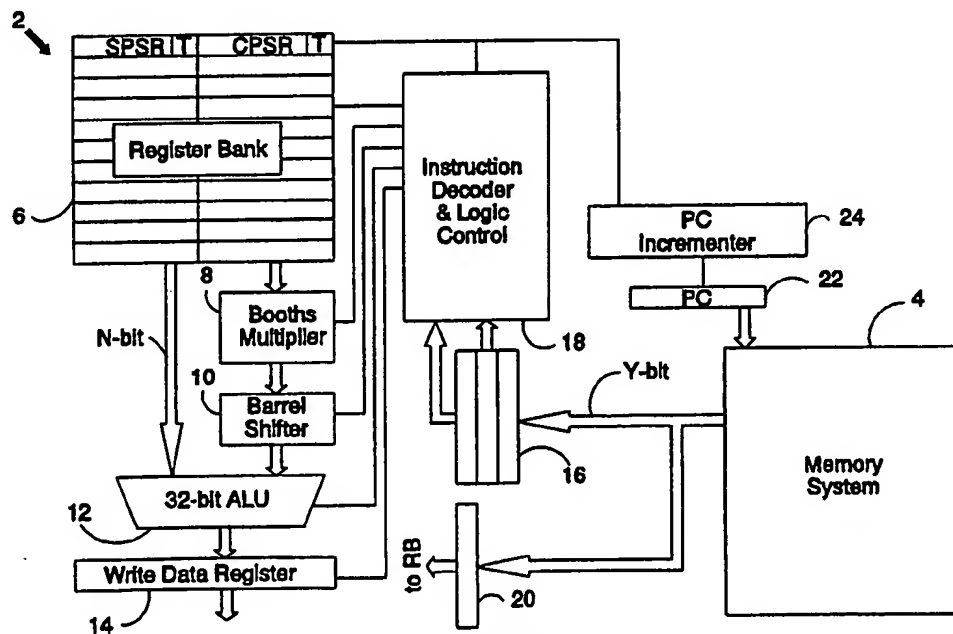 2
SPSR T CPSR T
Register Bank
6
Instruction
Decoder
& Logic
Control
PC
Incrementer
24
PC
22
4
8
Booths
Multiplier
N-bit
18
10
Barrel
Shifter
Y-bit
16
Memory
System
32-bit ALU
12
Write Data Register
14
to RB
20